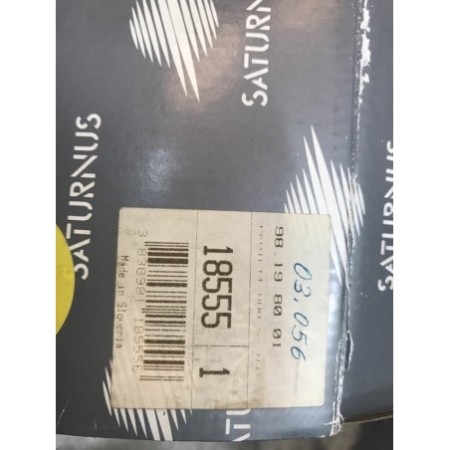 SATURNUS
SATURNUS
SATURNUS
03.056
98 19 80 01
18555
1
Made in Slovenia